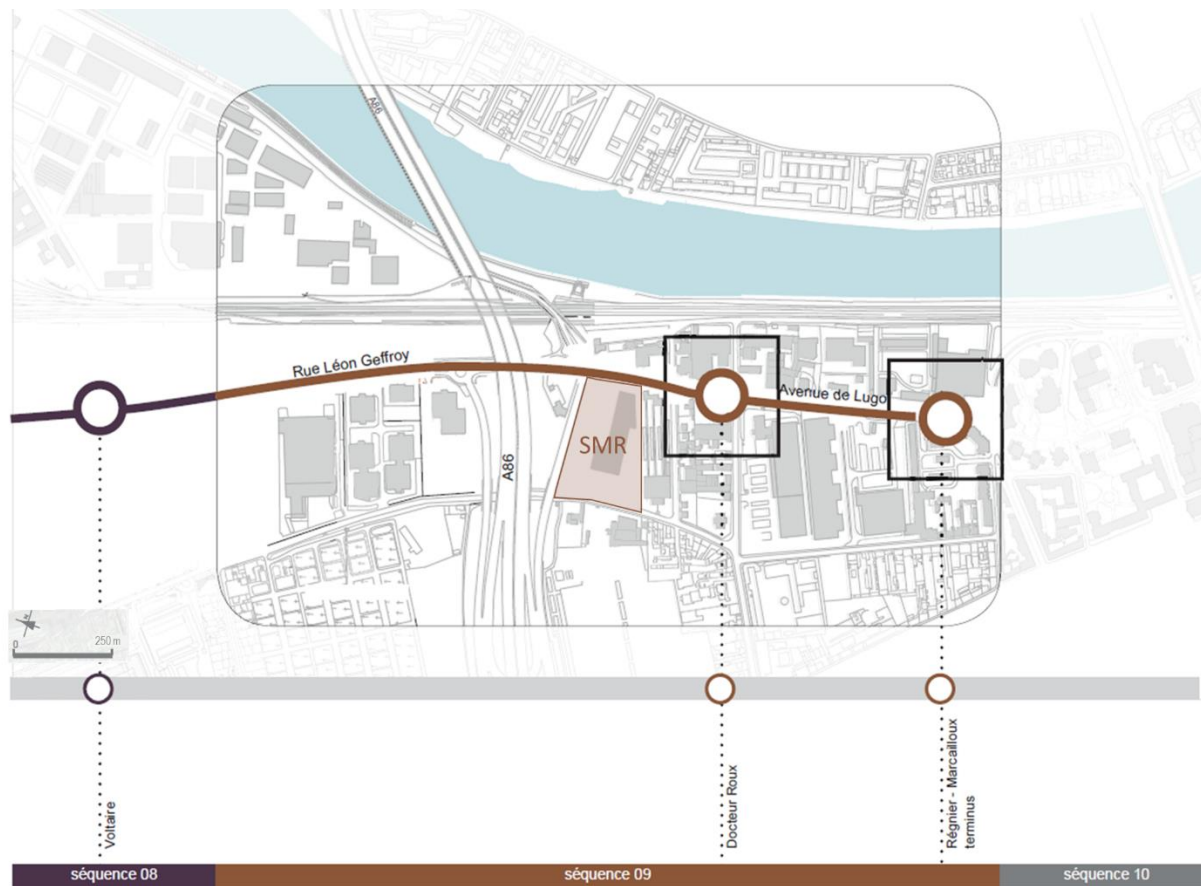 A86
Rue Léon Geffroy
Avenue de Lugo
SMR
A86
0
250 m
Voltaire
Docteur Roux
Régnier - Marcailloux
terminus
séquence 08
séquence 09
séquence 10